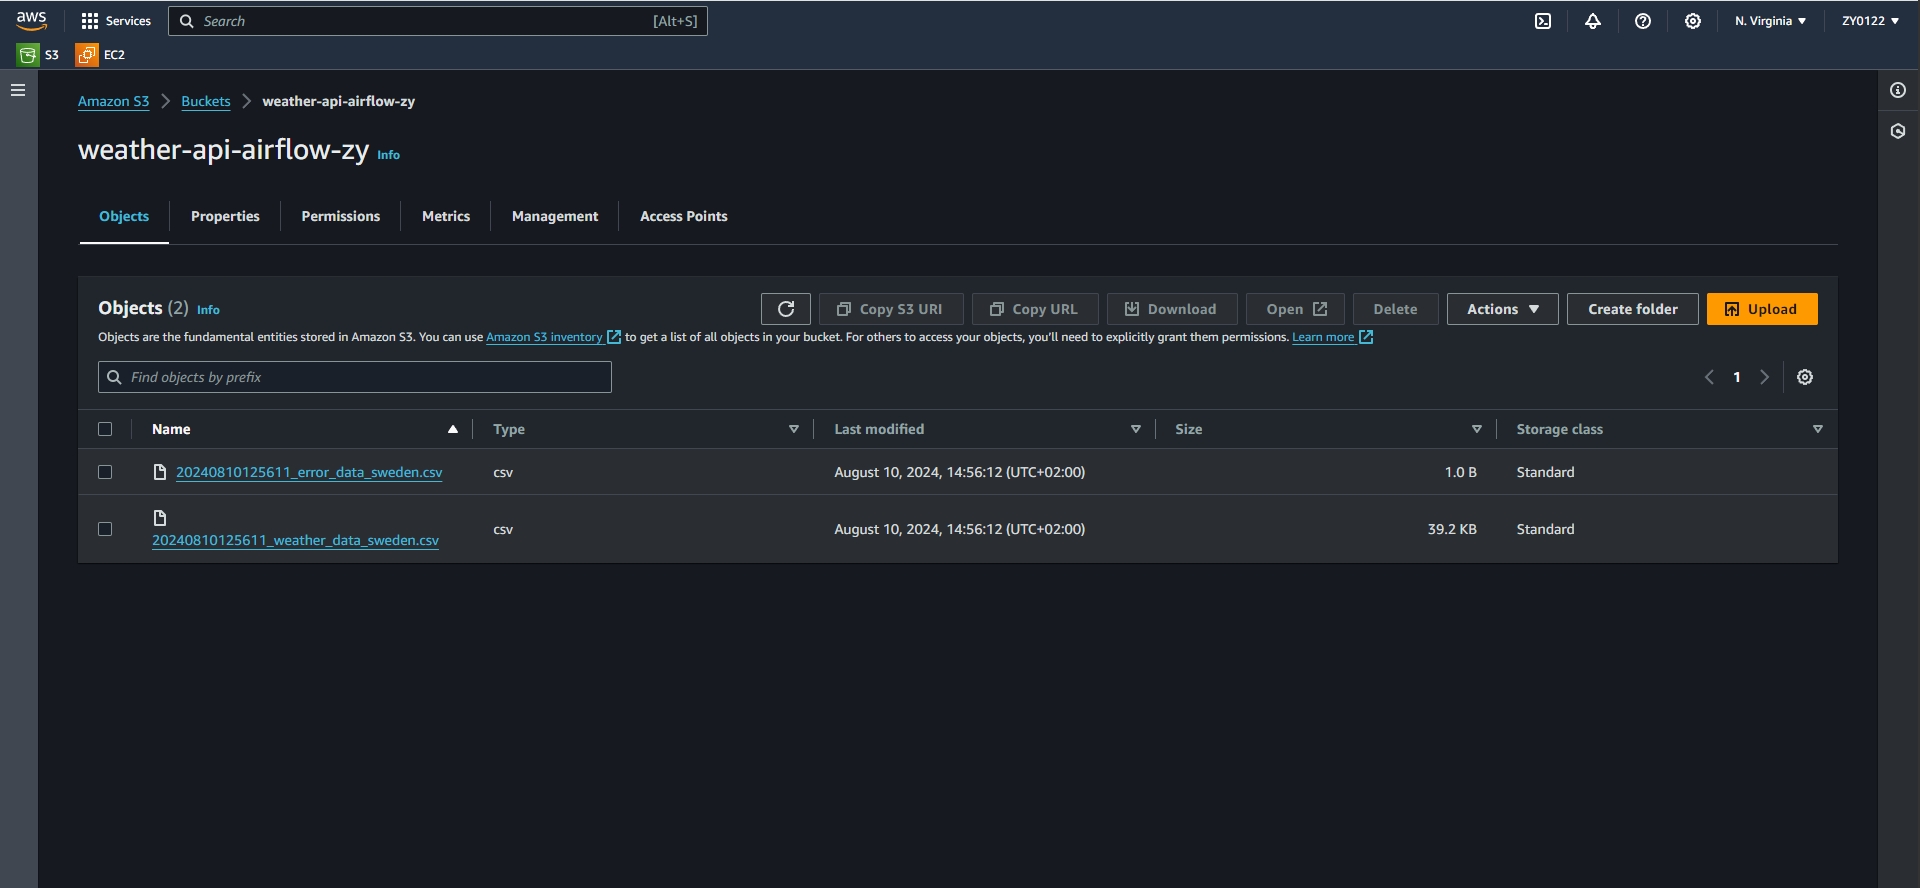 aws Services Search [Alt+S] N. Virginia ZY0122
S3 EC2
Amazon S3 Buckets weather-api-airflow-zy
weather-api-airflow-zy Info
Objects Properties Permissions Metrics Management Access Points
Objects (2) Info Copy S3 URI Copy URL Download Open Delete Actions Create folder Upload
Objects are the fundamental entities stored in Amazon S3. You can use Amazon S3 inventory to get a list of all objects in your bucket. For others to access your objects, you'll need to explicitly grant them permissions. Learn more
Find objects by prefix 1
Name Type Last modified Size Storage class
20240810125611_error_data_sweden.csv csv August 10, 2024, 14:56:12 (UTC+02:00) 1.0 B Standard
20240810125611_weather_data_sweden.csv csv August 10, 2024, 14:56:12 (UTC+02:00) 39.2 KB Standard